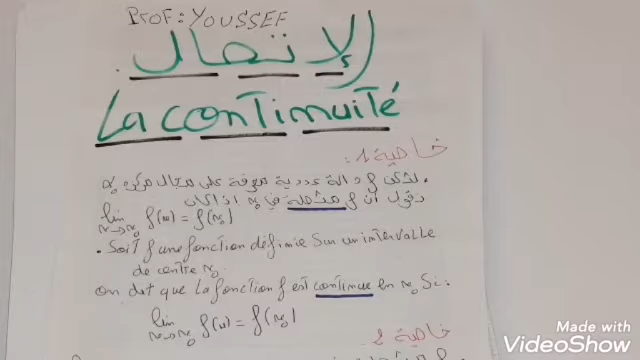 Prof: YOUSSEF
الإتصال
La continuité
خاصية 1:
. لتكن f دالة عددية معرفة على مجال مركزه x₀
نقول أن f متصلة في x₀ إذا كان
lim x→x₀ f(x) = f(x₀)
. Soit f une fonction définie sur un intervalle
de centre x₀
on dit que la fonction f est continue en x₀ si:
lim x→x₀ f(x) = f(x₀)
خاصية 2
Made with
VideoShow